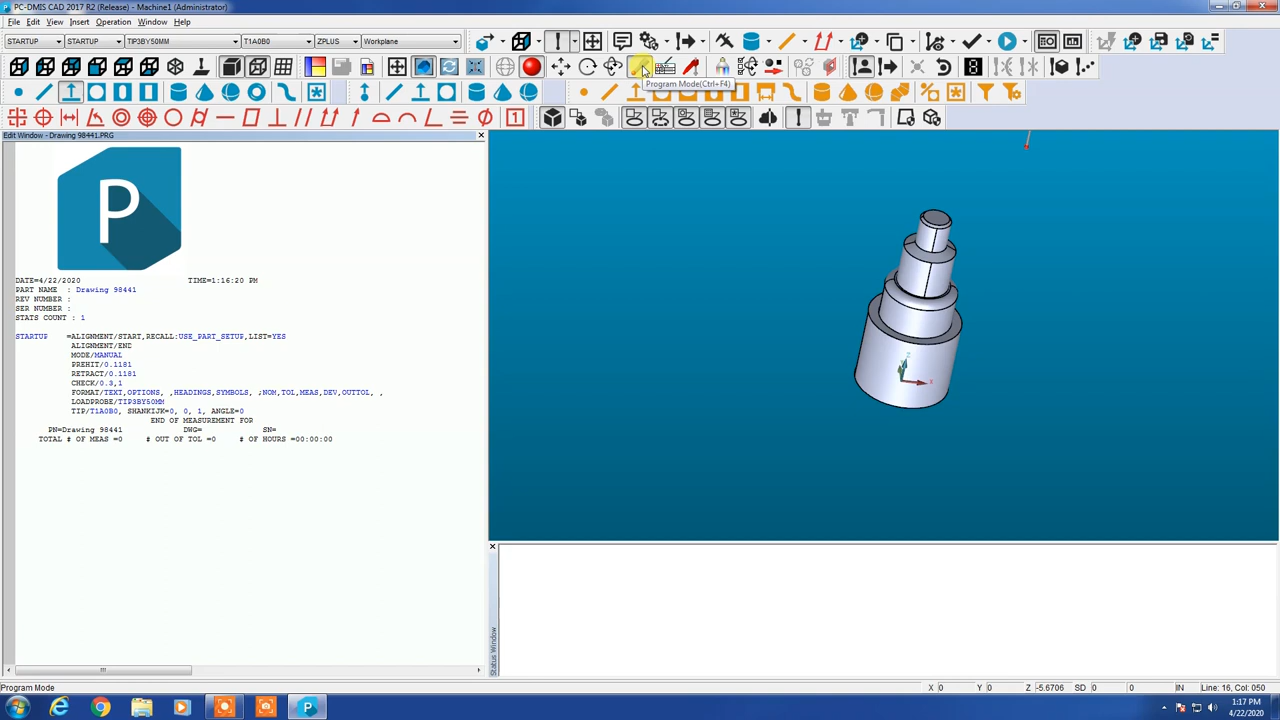 PC-DMIS CAD 2017 R2 (Release) - Machine1 (Administrator)
File Edit View Insert Operation Window Help
STARTUP STARTUP TIP3BY50MM T1A0B0 ZPLUS Workplane
Program Mode(Ctrl+F4)
Edit Window - Drawing 98441.PRG
P
DATE=4/22/2020 TIME=1:16:20 PM
PART NAME : Drawing 98441
REV NUMBER :
SER NUMBER :
STATS COUNT : 1
STARTUP =ALIGNMENT/START,RECALL:USE_PART_SETUP,LIST=YES
ALIGNMENT/END
MODE/MANUAL
PREHIT/0.1181
RETRACT/0.1181
CHECK/0.3,1
FORMAT/TEXT,OPTIONS, ,HEADINGS,SYMBOLS, ;NOM,TOL,MEAS,DEV,OUTTOL, ,
LOADPROBE/TIP3BY50MM
TIP/T1A0B0, SHANKIJK=0, 0, 1, ANGLE=0
END OF MEASUREMENT FOR
PN=Drawing 98441 DWG= SN=
TOTAL # OF MEAS =0 # OUT OF TOL =0 # OF HOURS =00:00:00
Status Window
Program Mode
X 0 Y 0 Z -5.6706 SD 0 0 IN Line: 16, Col: 050
P
1:17 PM
4/22/2020